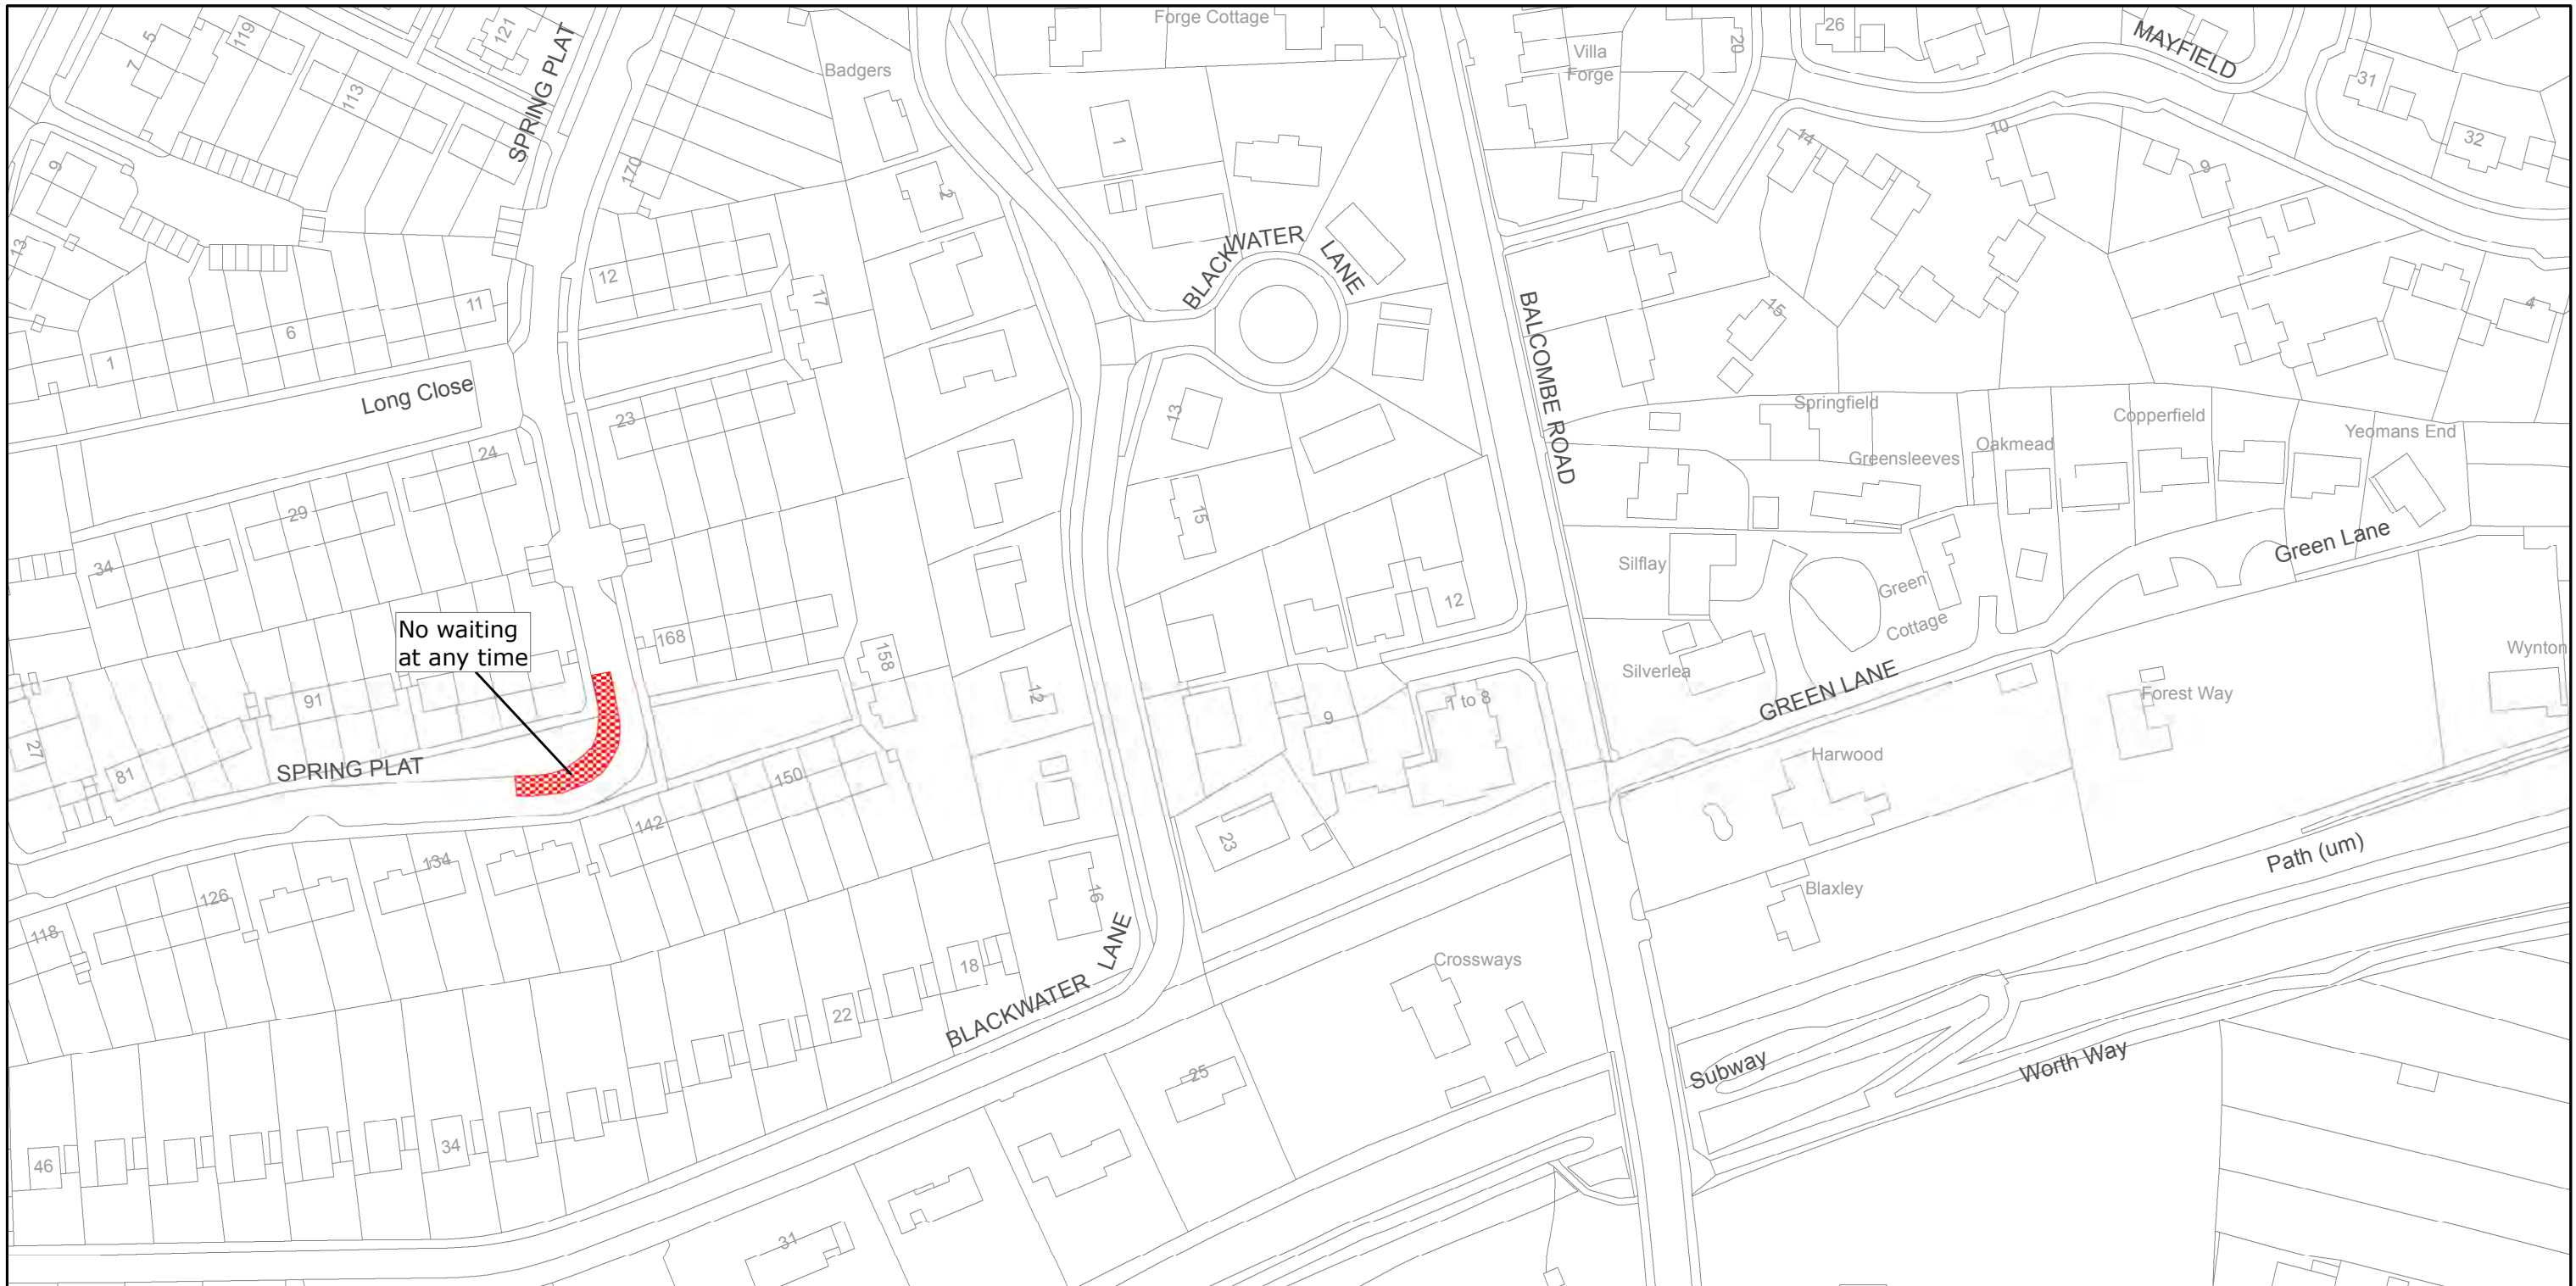 Forge Cottage
26
MAYFIELD
5
119
121
SPRING PLAT
20
Villa
Forge
31
7
Badgers
113
1
14
10
32
9
170
2
9
13
BLACKWATER
LANE
12
17
11
15
4
6
BALCOMBE ROAD
1
Long Close
23
13
Springfield
Copperfield
Yeomans End
Oakmead
24
Greensleeves
29
15
Green Lane
34
Silflay
Green
12
Cottage
No waiting
at any time
168
158
Wynton
Silverlea
GREEN LANE
12
Forest Way
91
1 to 8
9
27
SPRING PLAT
81
150
Harwood
142
23
Path (um)
134
126
16
Blaxley
118
LANE
18
Crossways
BLACKWATER
22
Subway
Worth Way
25
34
46
31